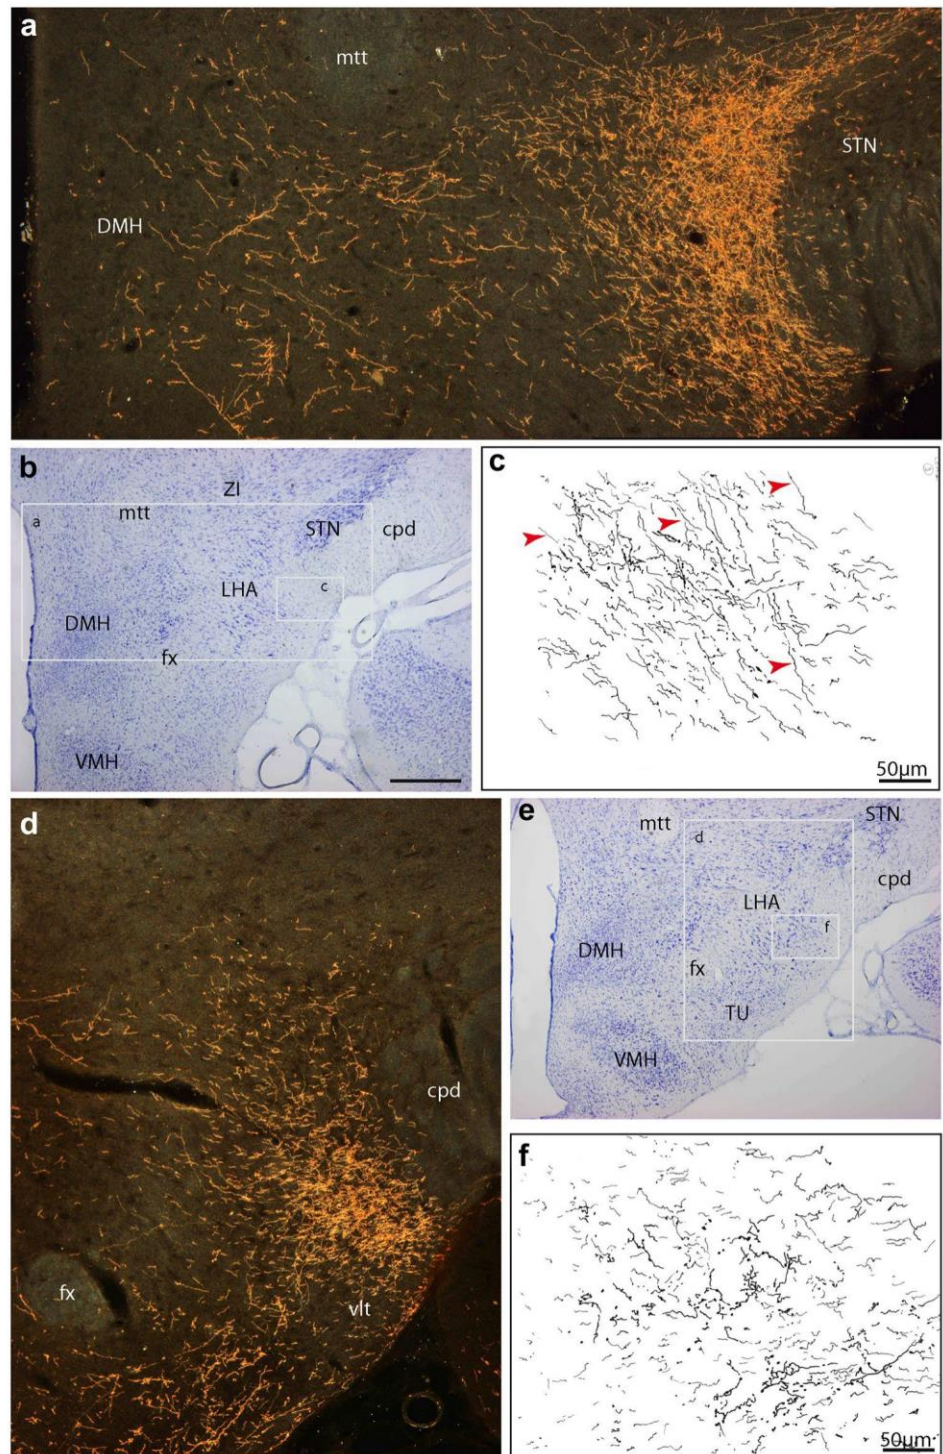 a
mtt
STN
DMH
b
ZI
mtt
STN
cpd
a
LHA
c
DMH
fx
VMH
c
50µm
d
cpd
fx
vlt
e
mtt
STN
d
cpd
LHA
f
DMH
fx
TU
VMH
f
50µm